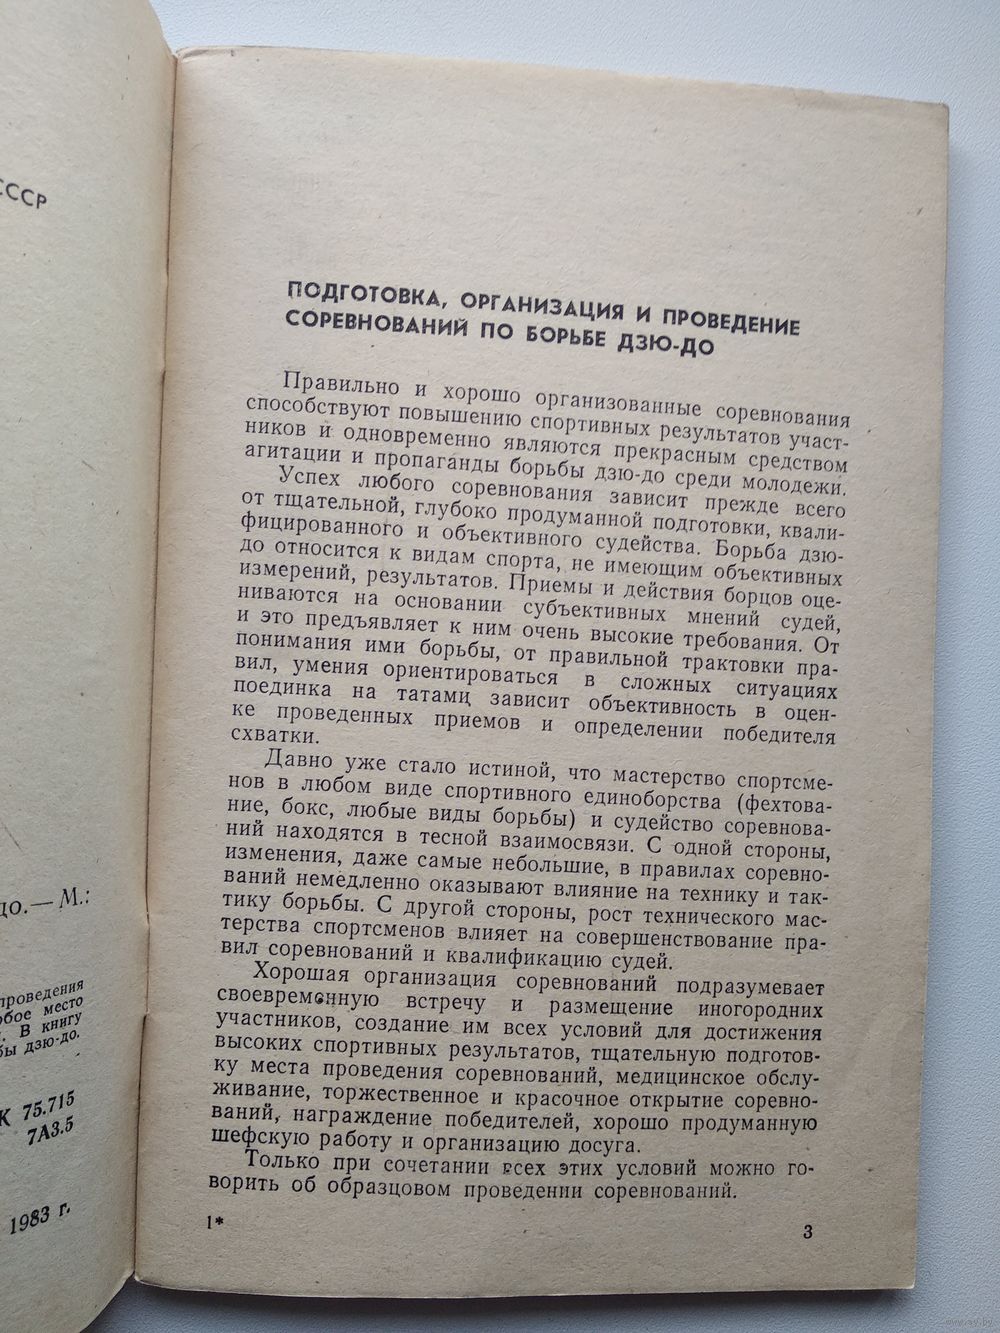 СССР
до. — М.:
проведения
место
В книгу
дзю-до.
75.715
7А3.5
1983 г.
ПОДГОТОВКА, ОРГАНИЗАЦИЯ И ПРОВЕДЕНИЕ
СОРЕВНОВАНИЙ ПО БОРЬБЕ ДЗЮ-ДО
Правильно и хорошо организованные соревнования
способствуют повышению спортивных результатов участ-
ников и одновременно являются прекрасным средством
агитации и пропаганды борьбы дзю-до среди молодежи.
Успех любого соревнования зависит прежде всего
от тщательной, глубоко продуманной подготовки, квали-
фицированного и объективного судейства. Борьба дзю-
до относится к видам спорта, не имеющим объективных
измерений, результатов. Приемы и действия борцов оце-
ниваются на основании субъективных мнений судей,
и это предъявляет к ним очень высокие требования. От
понимания ими борьбы, от правильной трактовки пра-
вил, умения ориентироваться в сложных ситуациях
поединка на татами зависит объективность в оцен-
ке проведенных приемов и определении победителя
схватки.
Давно уже стало истиной, что мастерство спортсме-
нов в любом виде спортивного единоборства (фехтова-
ние, бокс, любые виды борьбы) и судейство соревнова-
ний находятся в тесной взаимосвязи. С одной стороны,
изменения, даже самые небольшие, в правилах соревно-
ваний немедленно оказывают влияние на технику и так-
тику борьбы. С другой стороны, рост технического мас-
терства спортсменов влияет на совершенствование пра-
вил соревнований и квалификацию судей.
Хорошая организация соревнований подразумевает
своевременную встречу и размещение иногородних
участников, создание им всех условий для достижения
высоких спортивных результатов, тщательную подготов-
ку места проведения соревнований, медицинское обслу-
живание, торжественное и красочное открытие соревно-
ваний, награждение победителей, хорошо продуманную
шефскую работу и организацию досуга.
Только при сочетании всех этих условий можно го-
ворить об образцовом проведении соревнований.
1*
3